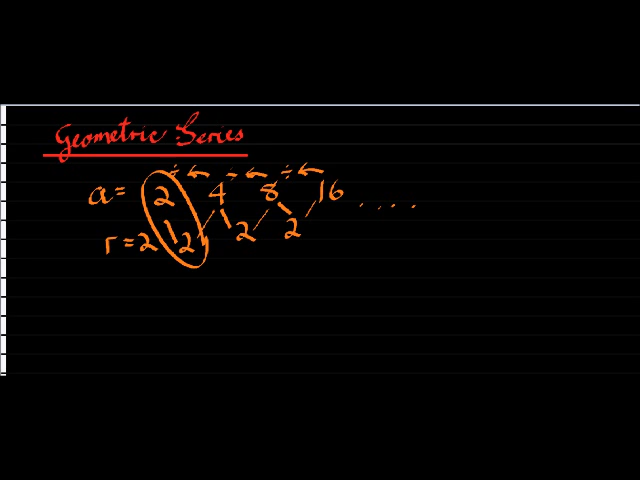 Geometric Series
÷ ← ÷ ← ÷ ←
a = 2 4 8 16 ....
r = 2 2 2 2